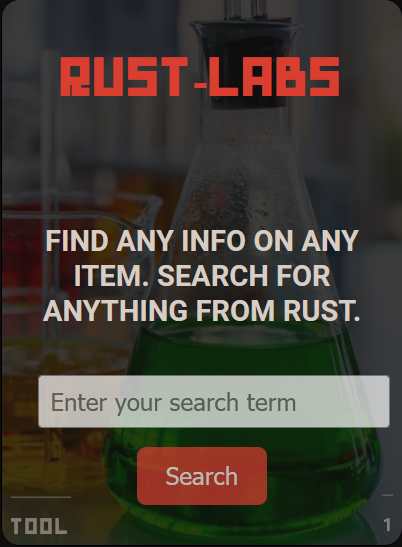 RUST-LABS
FIND ANY INFO ON ANY
ITEM. SEARCH FOR
ANYTHING FROM RUST.
Enter your search term
Search
TOOL
1